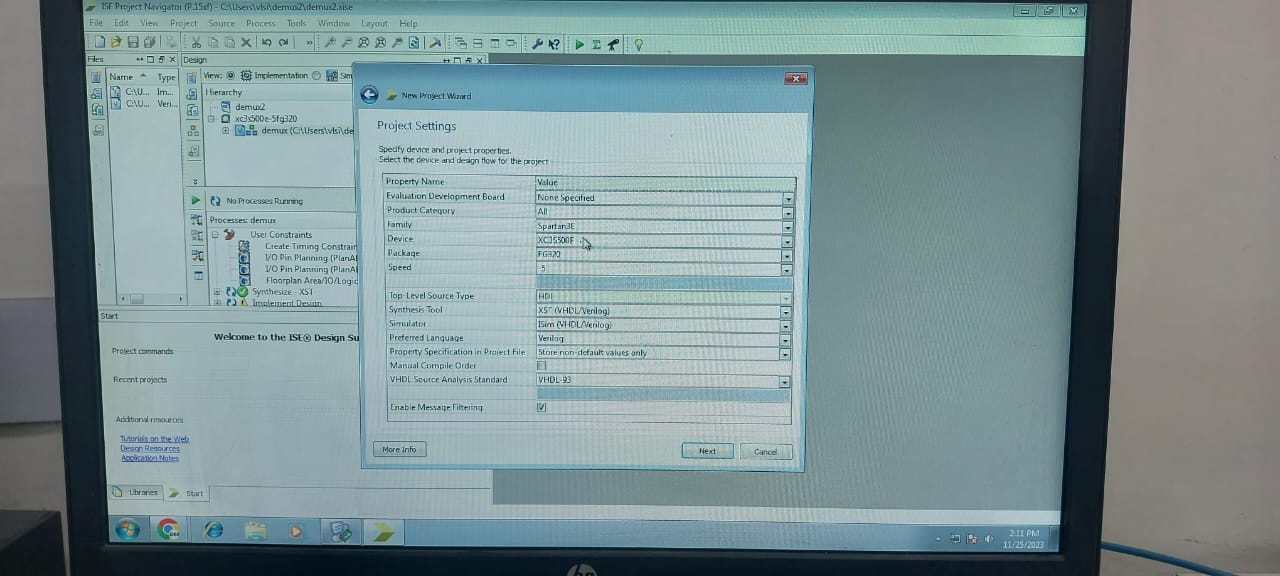 ISE Project Navigator (P.15xf) - C:\Users\vlsi\demux2\demux2.xise
File Edit View Project Source Process Tools Window Layout Help
Files
Design
Name Type
C:\U... Im...
C:\U... Veri...
View: Implementation Sim
Hierarchy
demux2
xc3s500e-5fg320
demux (C:\Users\vlsi\de
No Processes Running
Processes: demux
User Constraints
Create Timing Constrain
I/O Pin Planning (PlanAl
I/O Pin Planning (PlanAl
Floorplan Area/IO/Logic
Synthesize - XST
Implement Design
Start
Welcome to the ISE® Design Su
Project commands
Recent projects
Additional resources
Tutorials on the Web
Design Resources
Application Notes
Libraries Start
New Project Wizard
Project Settings
Specify device and project properties.
Select the device and design flow for the project
Property Name Value
Evaluation Development Board None Specified
Product Category All
Family Spartan3E
Device XC3S500E
Package FG320
Speed -5
Top-Level Source Type HDL
Synthesis Tool XST (VHDL/Verilog)
Simulator ISim (VHDL/Verilog)
Preferred Language Verilog
Property Specification in Project File Store non-default values only
Manual Compile Order
VHDL Source Analysis Standard VHDL-93
Enable Message Filtering
More Info Next Cancel
2:11 PM
11/25/2023
hp